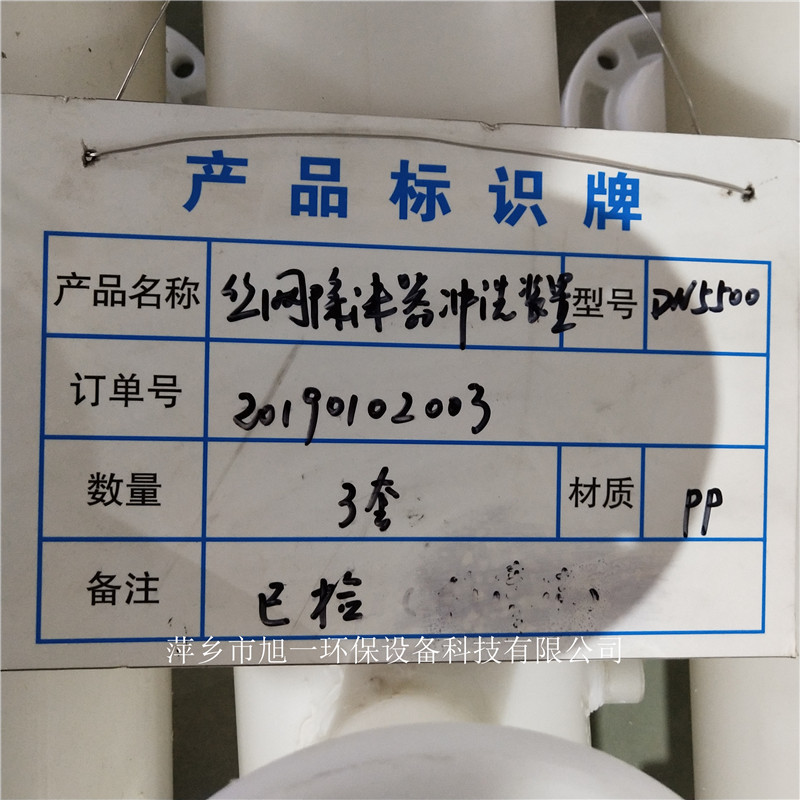 产品标识牌
产品名称 丝网除沫器冲洗装置 型号 DN5500
订单号 20190102003
数量 3套 材质 PP
备注 已检
萍乡市旭一环保设备科技有限公司